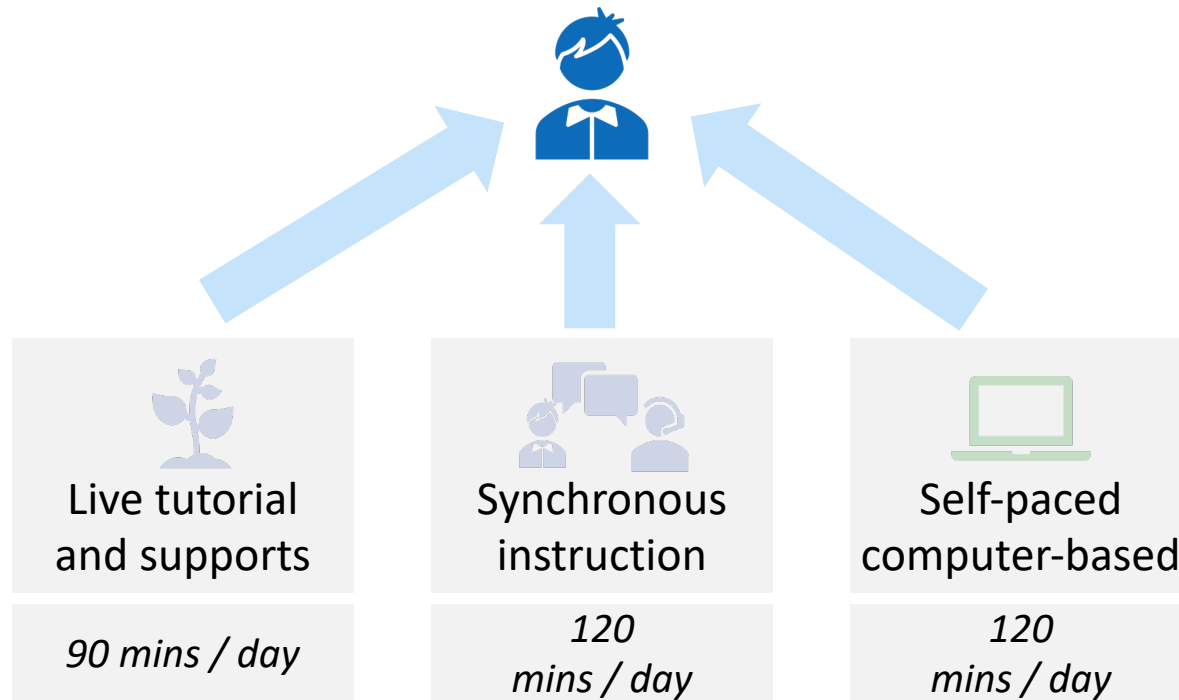 Live tutorial
and supports
90 mins / day
Synchronous
instruction
120
mins / day
Self-paced
computer-based
120
mins / day